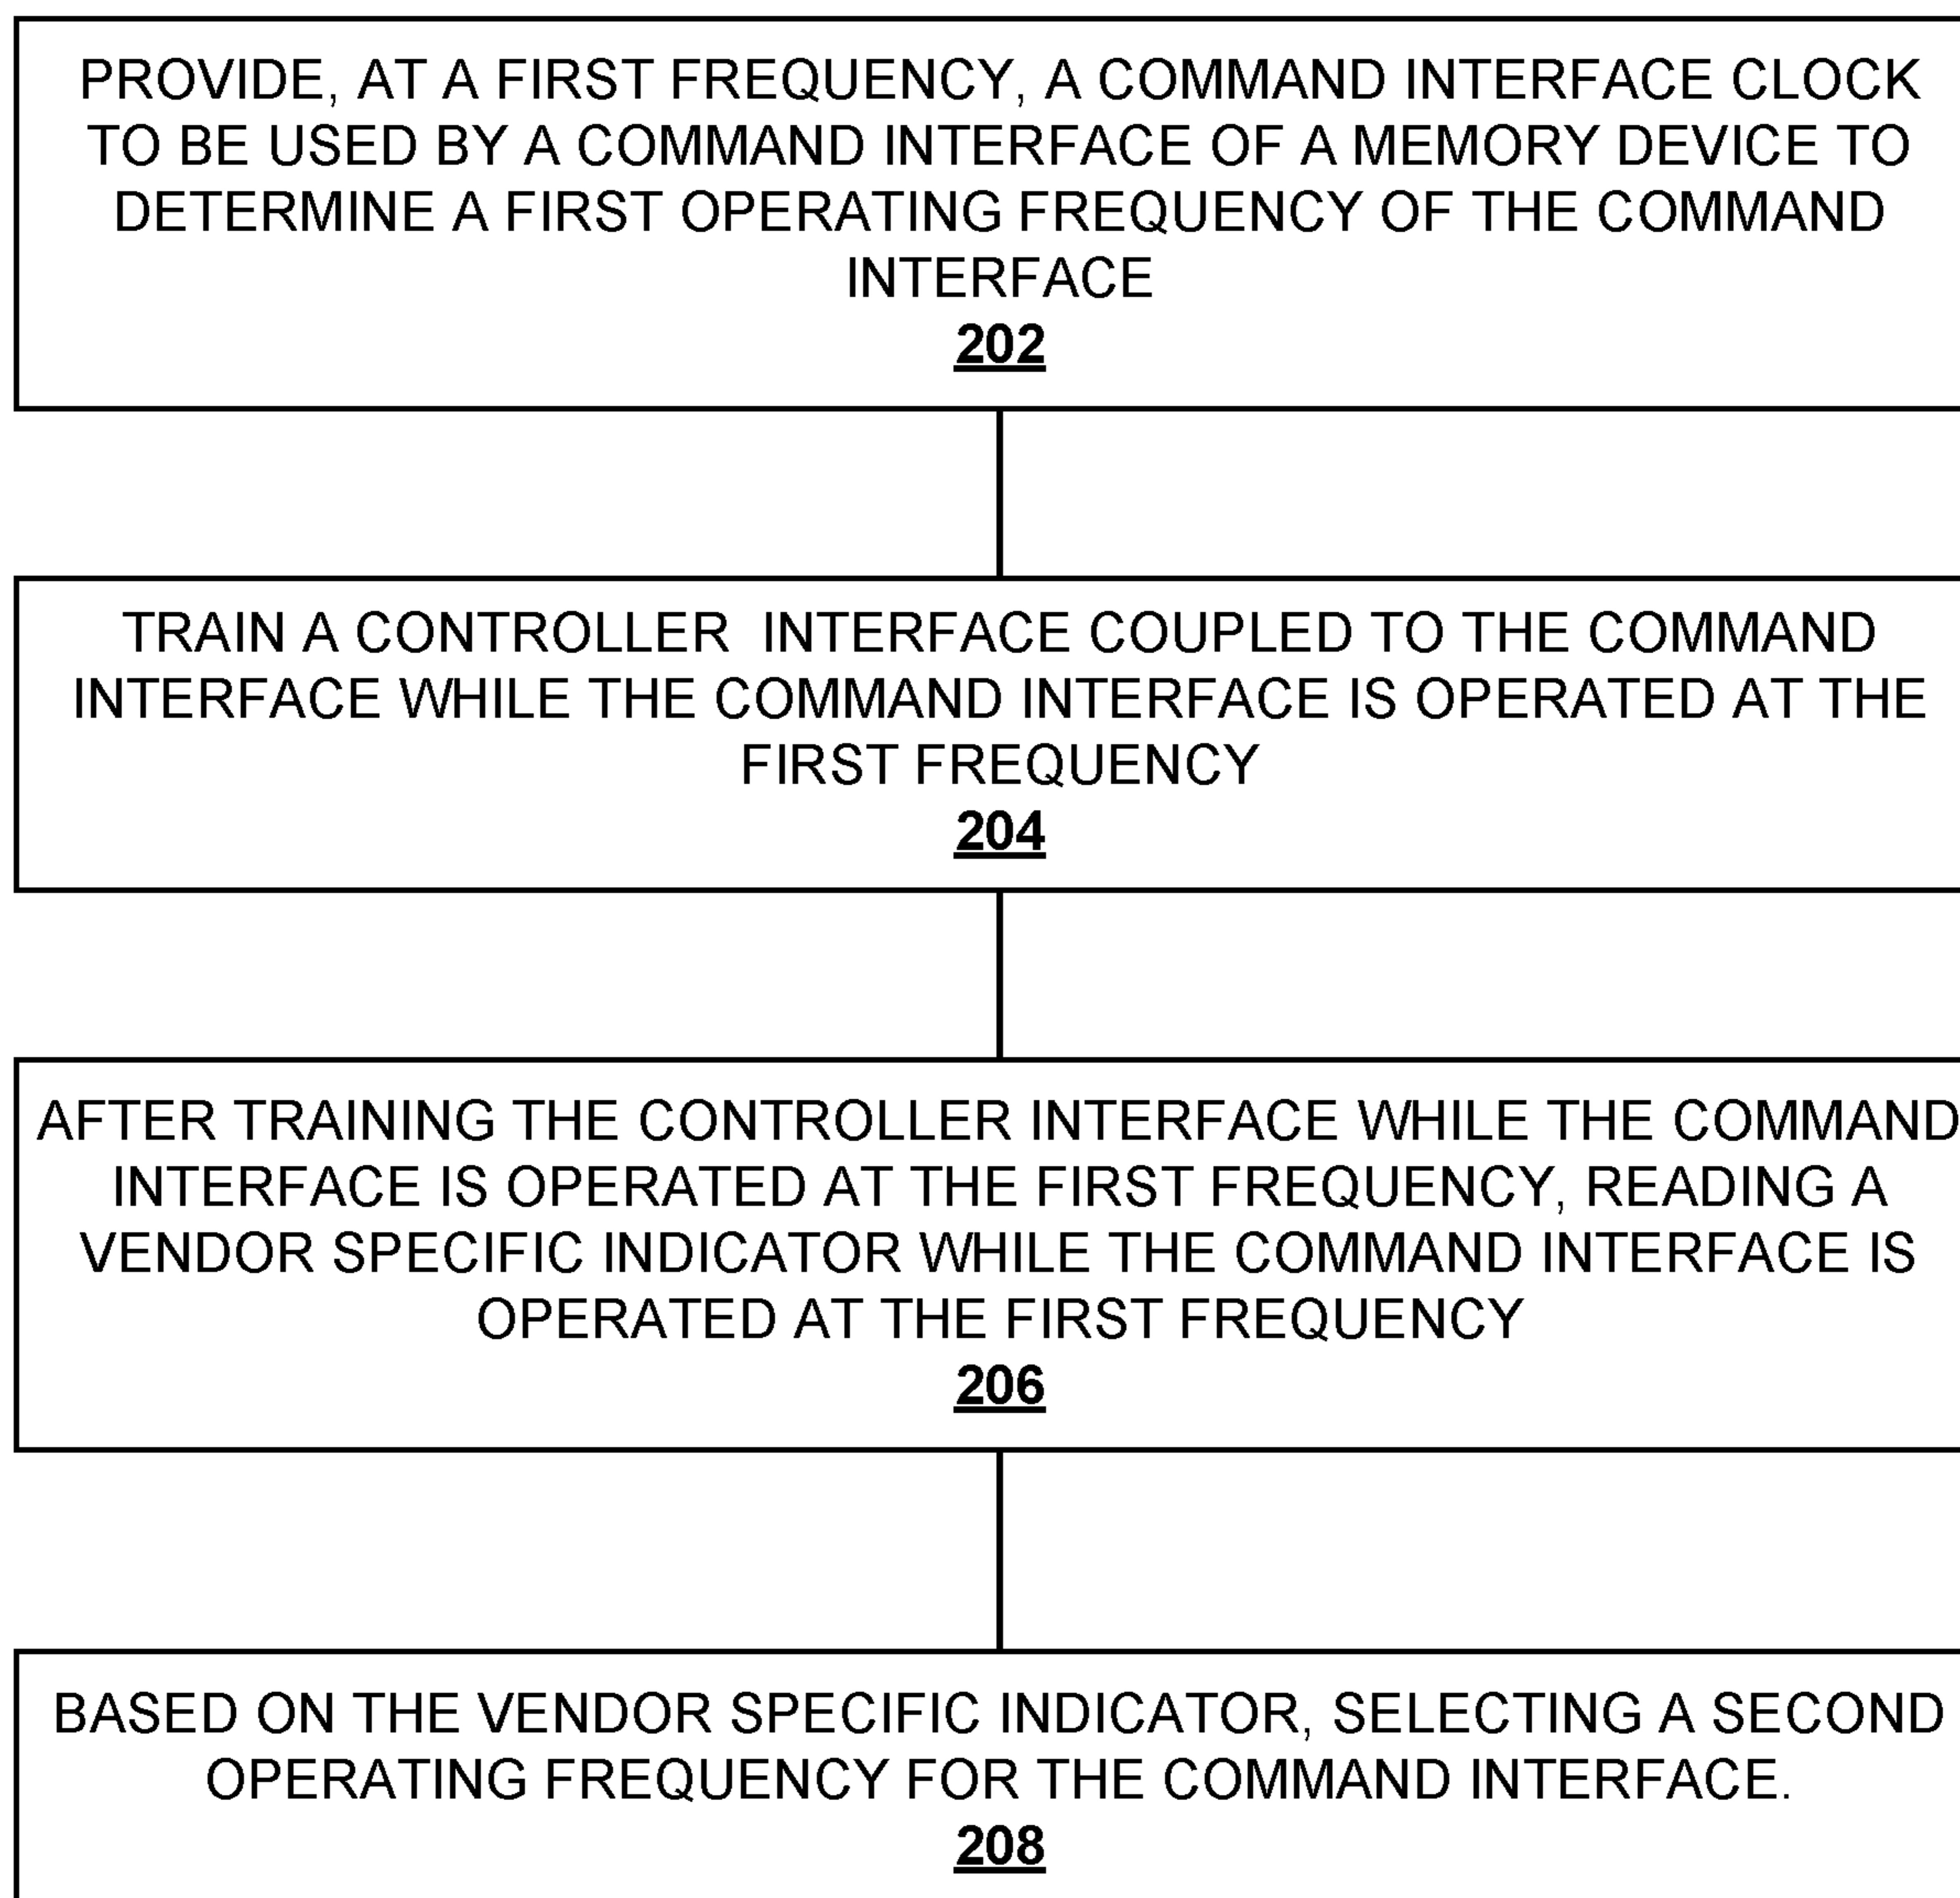 PROVIDE, AT A FIRST FREQUENCY, A COMMAND INTERFACE CLOCK
TO BE USED BY A COMMAND INTERFACE OF A MEMORY DEVICE TO
DETERMINE A FIRST OPERATING FREQUENCY OF THE COMMAND
INTERFACE
202
TRAIN A CONTROLLER INTERFACE COUPLED TO THE COMMAND
INTERFACE WHILE THE COMMAND INTERFACE IS OPERATED AT THE
FIRST FREQUENCY
204
AFTER TRAINING THE CONTROLLER INTERFACE WHILE THE COMMAND
INTERFACE IS OPERATED AT THE FIRST FREQUENCY, READING A
VENDOR SPECIFIC INDICATOR WHILE THE COMMAND INTERFACE IS
OPERATED AT THE FIRST FREQUENCY
206
BASED ON THE VENDOR SPECIFIC INDICATOR, SELECTING A SECOND
OPERATING FREQUENCY FOR THE COMMAND INTERFACE.
208